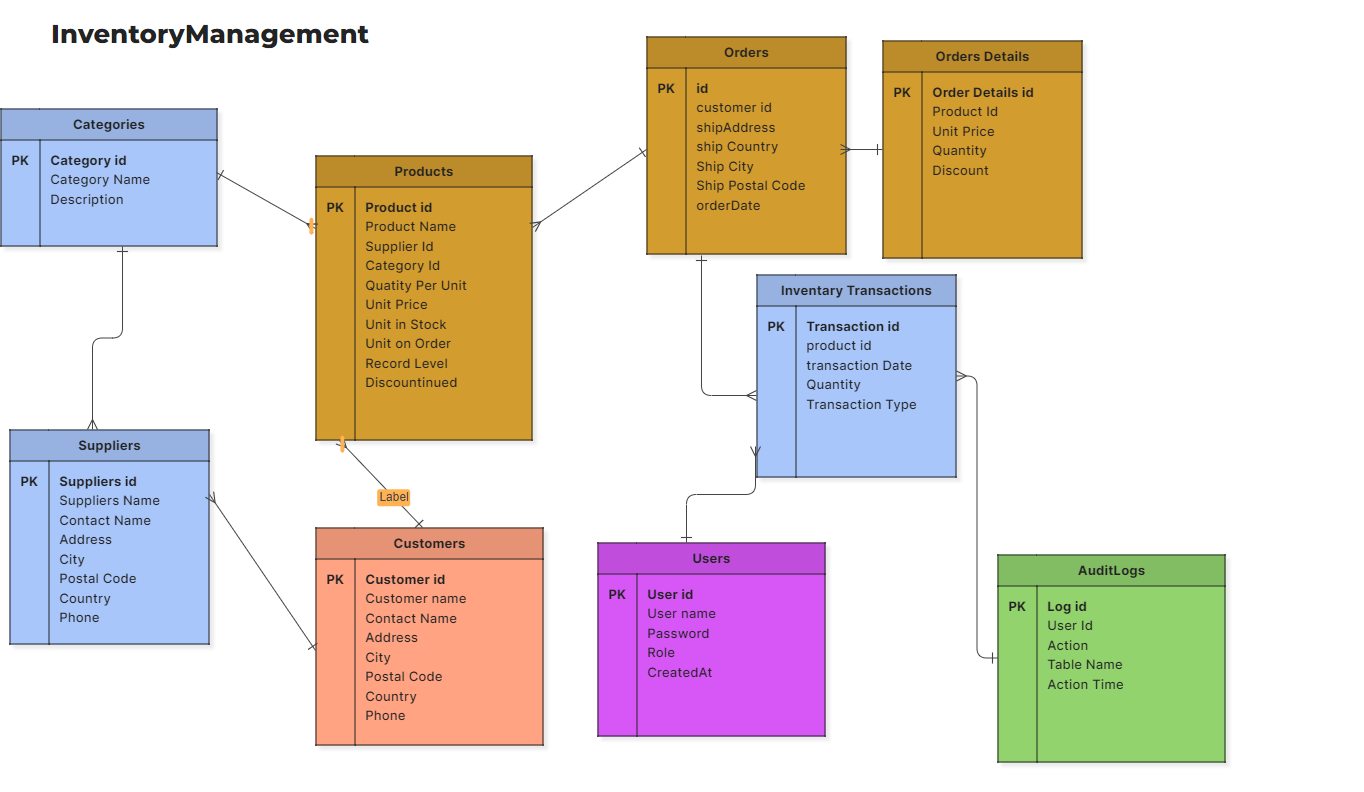 InventoryManagement
Categories
PK
Category id
Category Name
Description
Products
PK
Product id
Product Name
Supplier Id
Category Id
Quatity Per Unit
Unit Price
Unit in Stock
Unit on Order
Record Level
Discountinued
Orders
PK
id
customer id
shipAddress
ship Country
Ship City
Ship Postal Code
orderDate
Orders Details
PK
Order Details id
Product Id
Unit Price
Quantity
Discount
Inventary Transactions
PK
Transaction id
product id
transaction Date
Quantity
Transaction Type
Suppliers
PK
Suppliers id
Suppliers Name
Contact Name
Address
City
Postal Code
Country
Phone
Label
Customers
PK
Customer id
Customer name
Contact Name
Address
City
Postal Code
Country
Phone
Users
PK
User id
User name
Password
Role
CreatedAt
AuditLogs
PK
Log id
User Id
Action
Table Name
Action Time